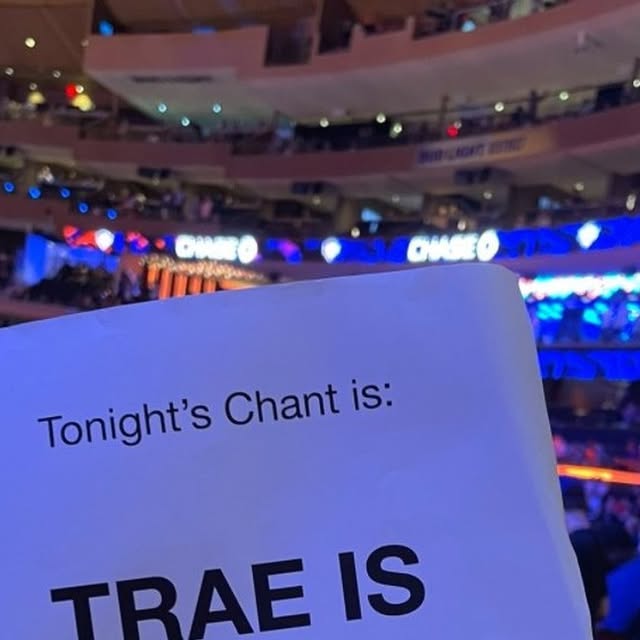 CHASE
CHASE
Tonight's Chant is:
TRAE IS